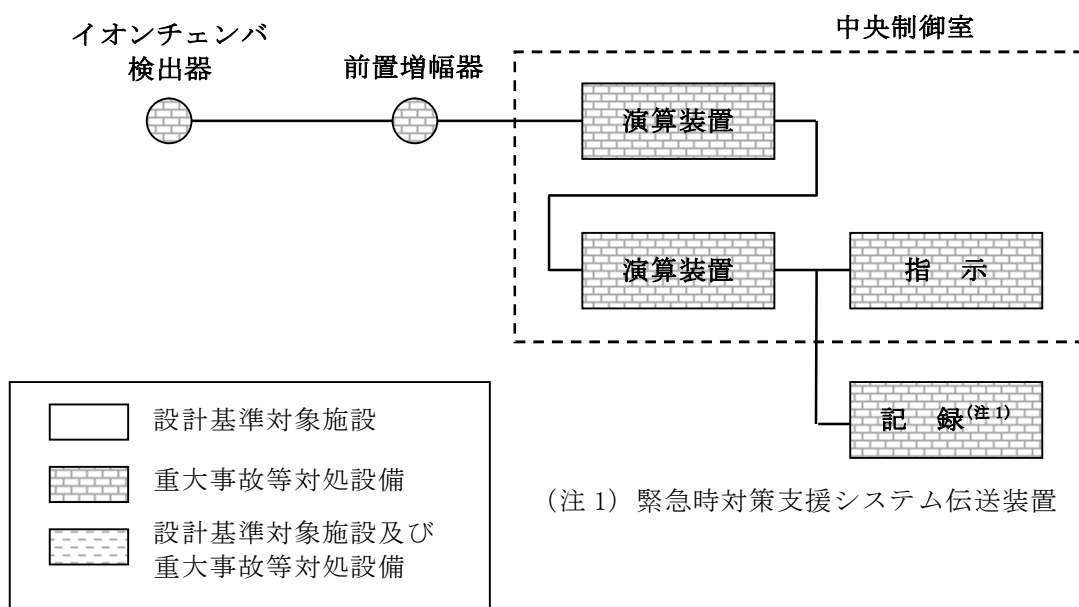 中央制御室
イオンチェンバ
検出器
前置増幅器
演算装置
演算装置
指 示
記 録(注1)
(注1) 緊急時対策支援システム伝送装置
設計基準対象施設
重大事故等対処設備
設計基準対象施設及び
重大事故等対処設備